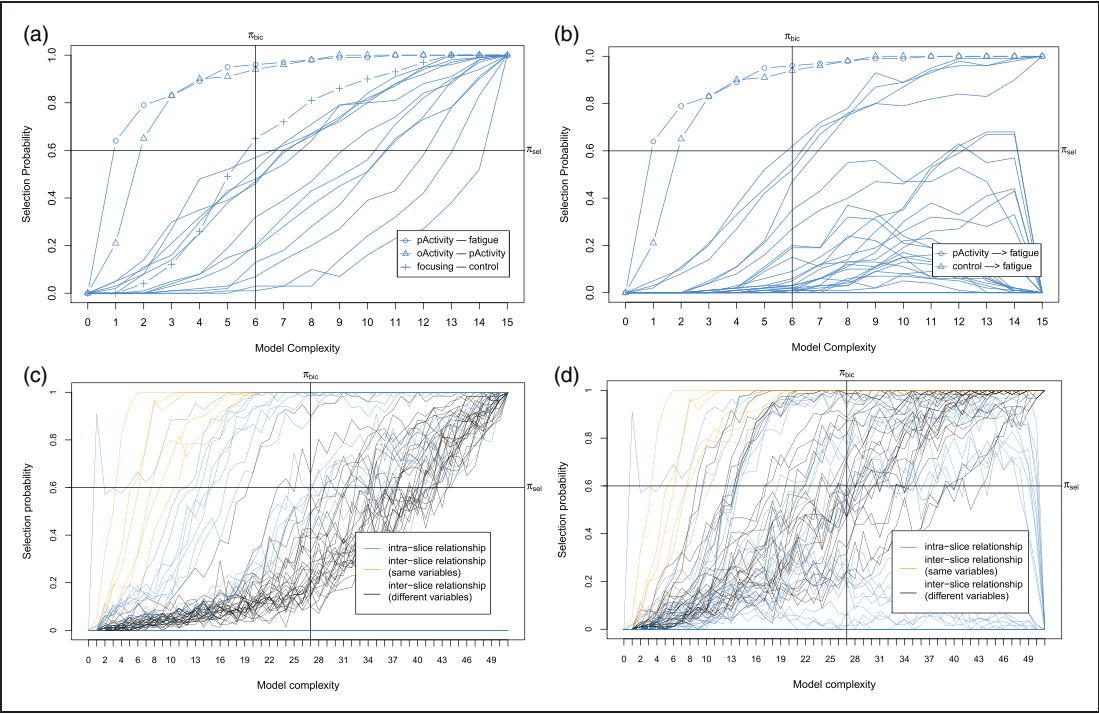 (a)
π_bic
1.0
0.8
0.6
0.4
0.2
0.0
Selection Probability
π_sel
pActivity — fatigue
oActivity — pActivity
focusing — control
0 1 2 3 4 5 6 7 8 9 10 11 12 13 14 15
Model Complexity
(b)
π_bic
1.0
0.8
0.6
0.4
0.2
0.0
Selection Probability
π_sel
pActivity —> fatigue
control —> fatigue
0 1 2 3 4 5 6 7 8 9 10 11 12 13 14 15
Model Complexity
(c)
π_bic
1
0.8
0.6
0.4
0.2
0
Selection probability
π_sel
intra−slice relationship
inter−slice relationship
(same variables)
inter−slice relationship
(different variables)
0 2 4 6 8 10 13 16 19 22 25 28 31 34 37 40 43 46 49
Model complexity
(d)
π_bic
1
0.8
0.6
0.4
0.2
0
Selection probability
π_sel
intra−slice relationship
inter−slice relationship
(same variables)
inter−slice relationship
(different variables)
0 2 4 6 8 10 13 16 19 22 25 28 31 34 37 40 43 46 49
Model complexity